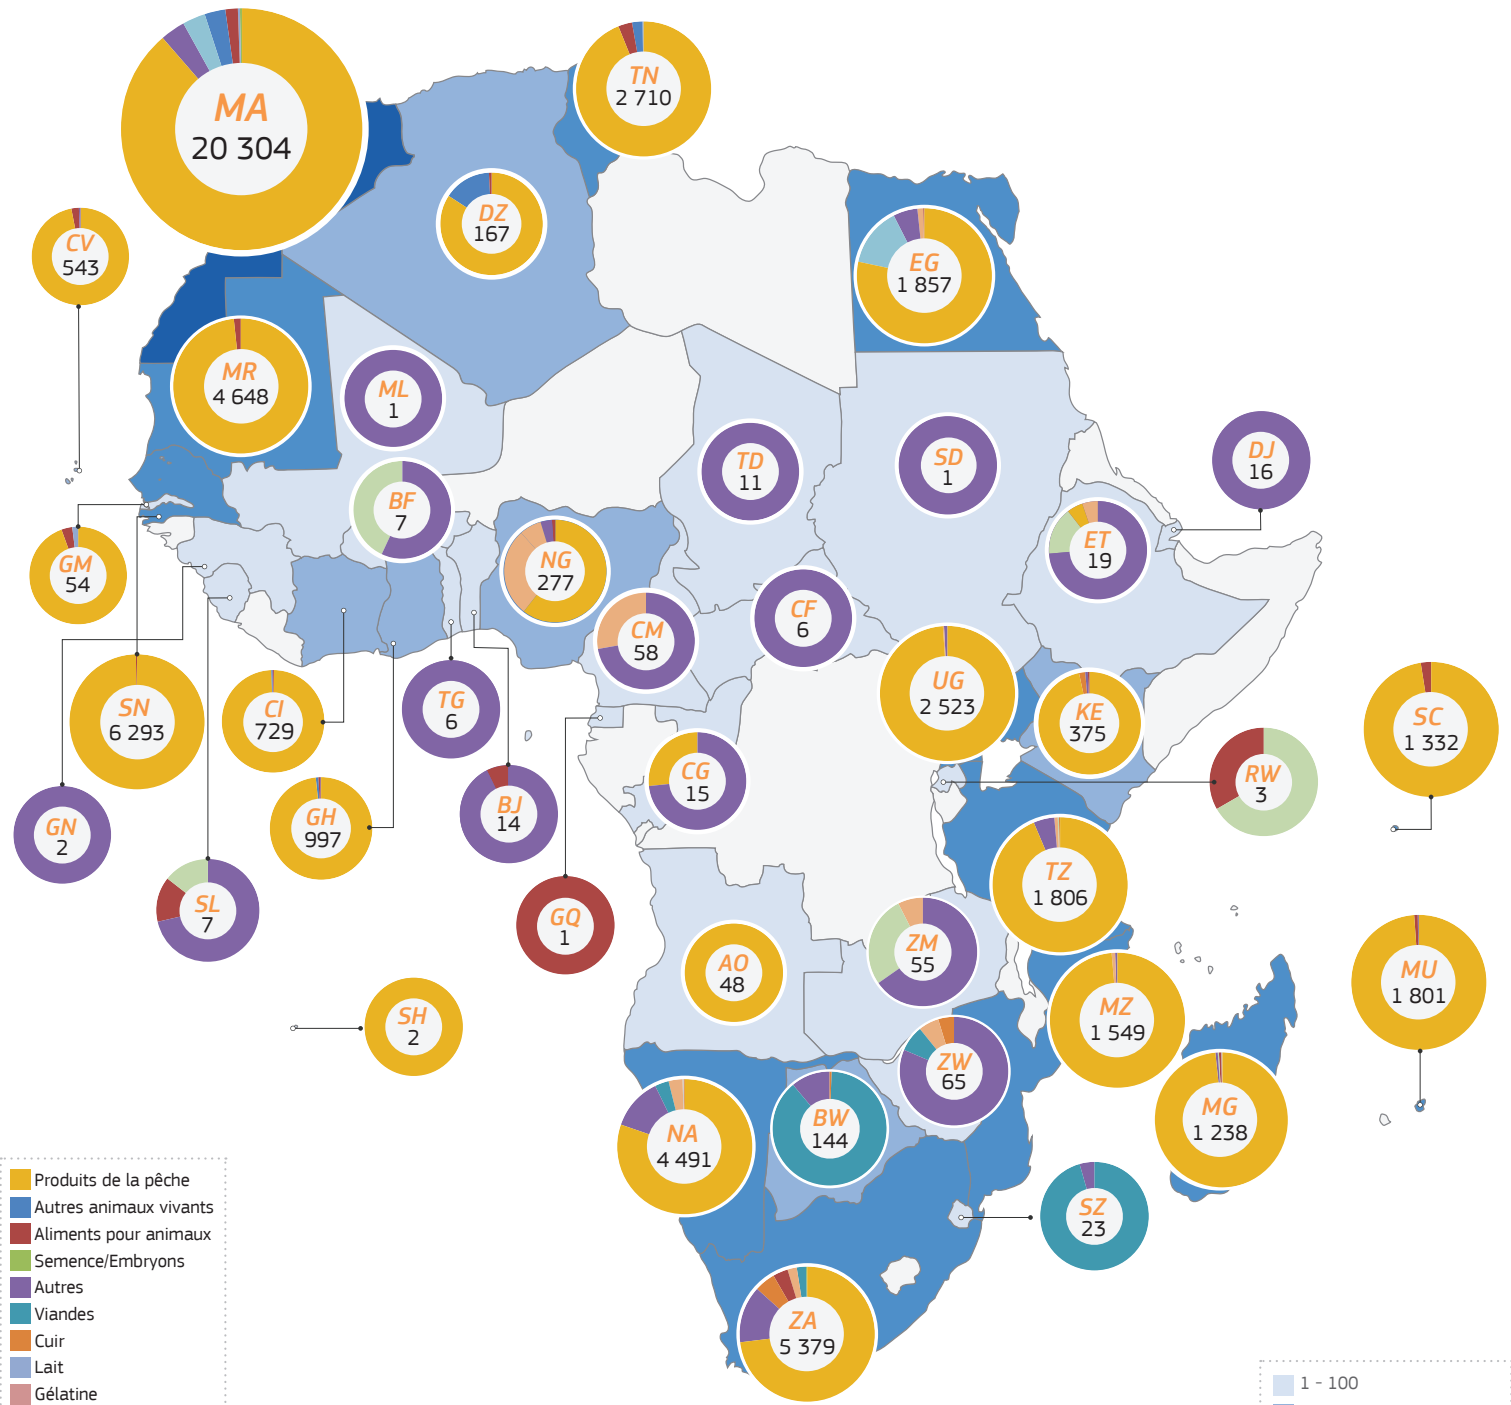 MA
20 304
TN
2 710
DZ
167
CV
543
EG
1 857
MR
4 648
ML
1
TD
11
SD
1
DJ
16
BF
7
ET
19
NG
277
GM
54
CM
58
CF
6
UG
2 523
KE
375
SN
6 293
CI
729
TG
6
SC
1 332
CG
15
RW
3
GN
2
GH
997
BJ
14
TZ
1 806
SL
7
GQ
1
AO
48
ZM
55
MU
1 801
SH
2
MZ
1 549
ZW
65
MG
1 238
NA
4 491
BW
144
SZ
23
ZA
5 379
Produits de la pêche
Autres animaux vivants
Aliments pour animaux
Semence/Embryons
Autres
Viandes
Cuir
Lait
Gélatine
1 - 100